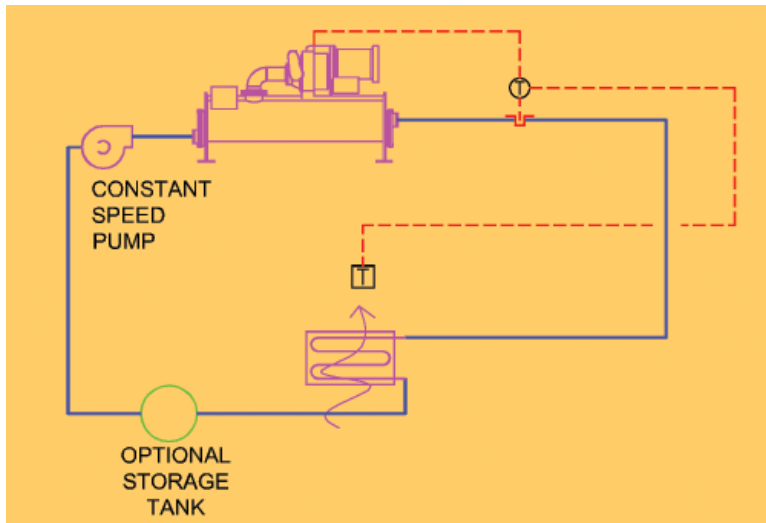 T
CONSTANT
SPEED
PUMP
T
OPTIONAL
STORAGE
TANK